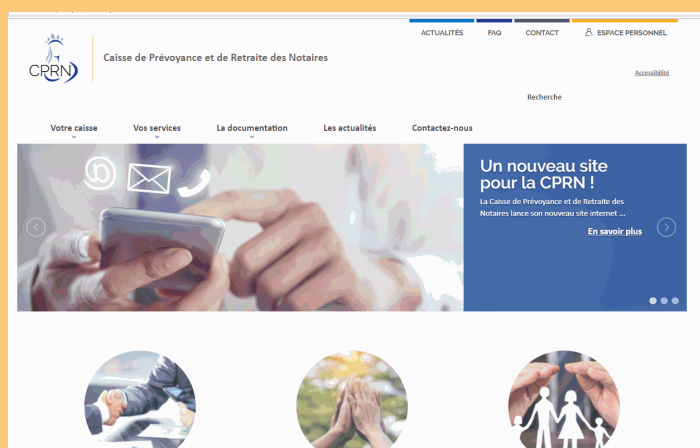 ACTUALITÉS FAQ CONTACT ESPACE PERSONNEL
CPRN
Caisse de Prévoyance et de Retraite des Notaires
Accessibilité
Recherche
Votre caisse Vos services La documentation Les actualités Contactez-nous
Un nouveau site
pour la CPRN !
La Caisse de Prévoyance et de Retraite des
Notaires lance son nouveau site internet ...
En savoir plus